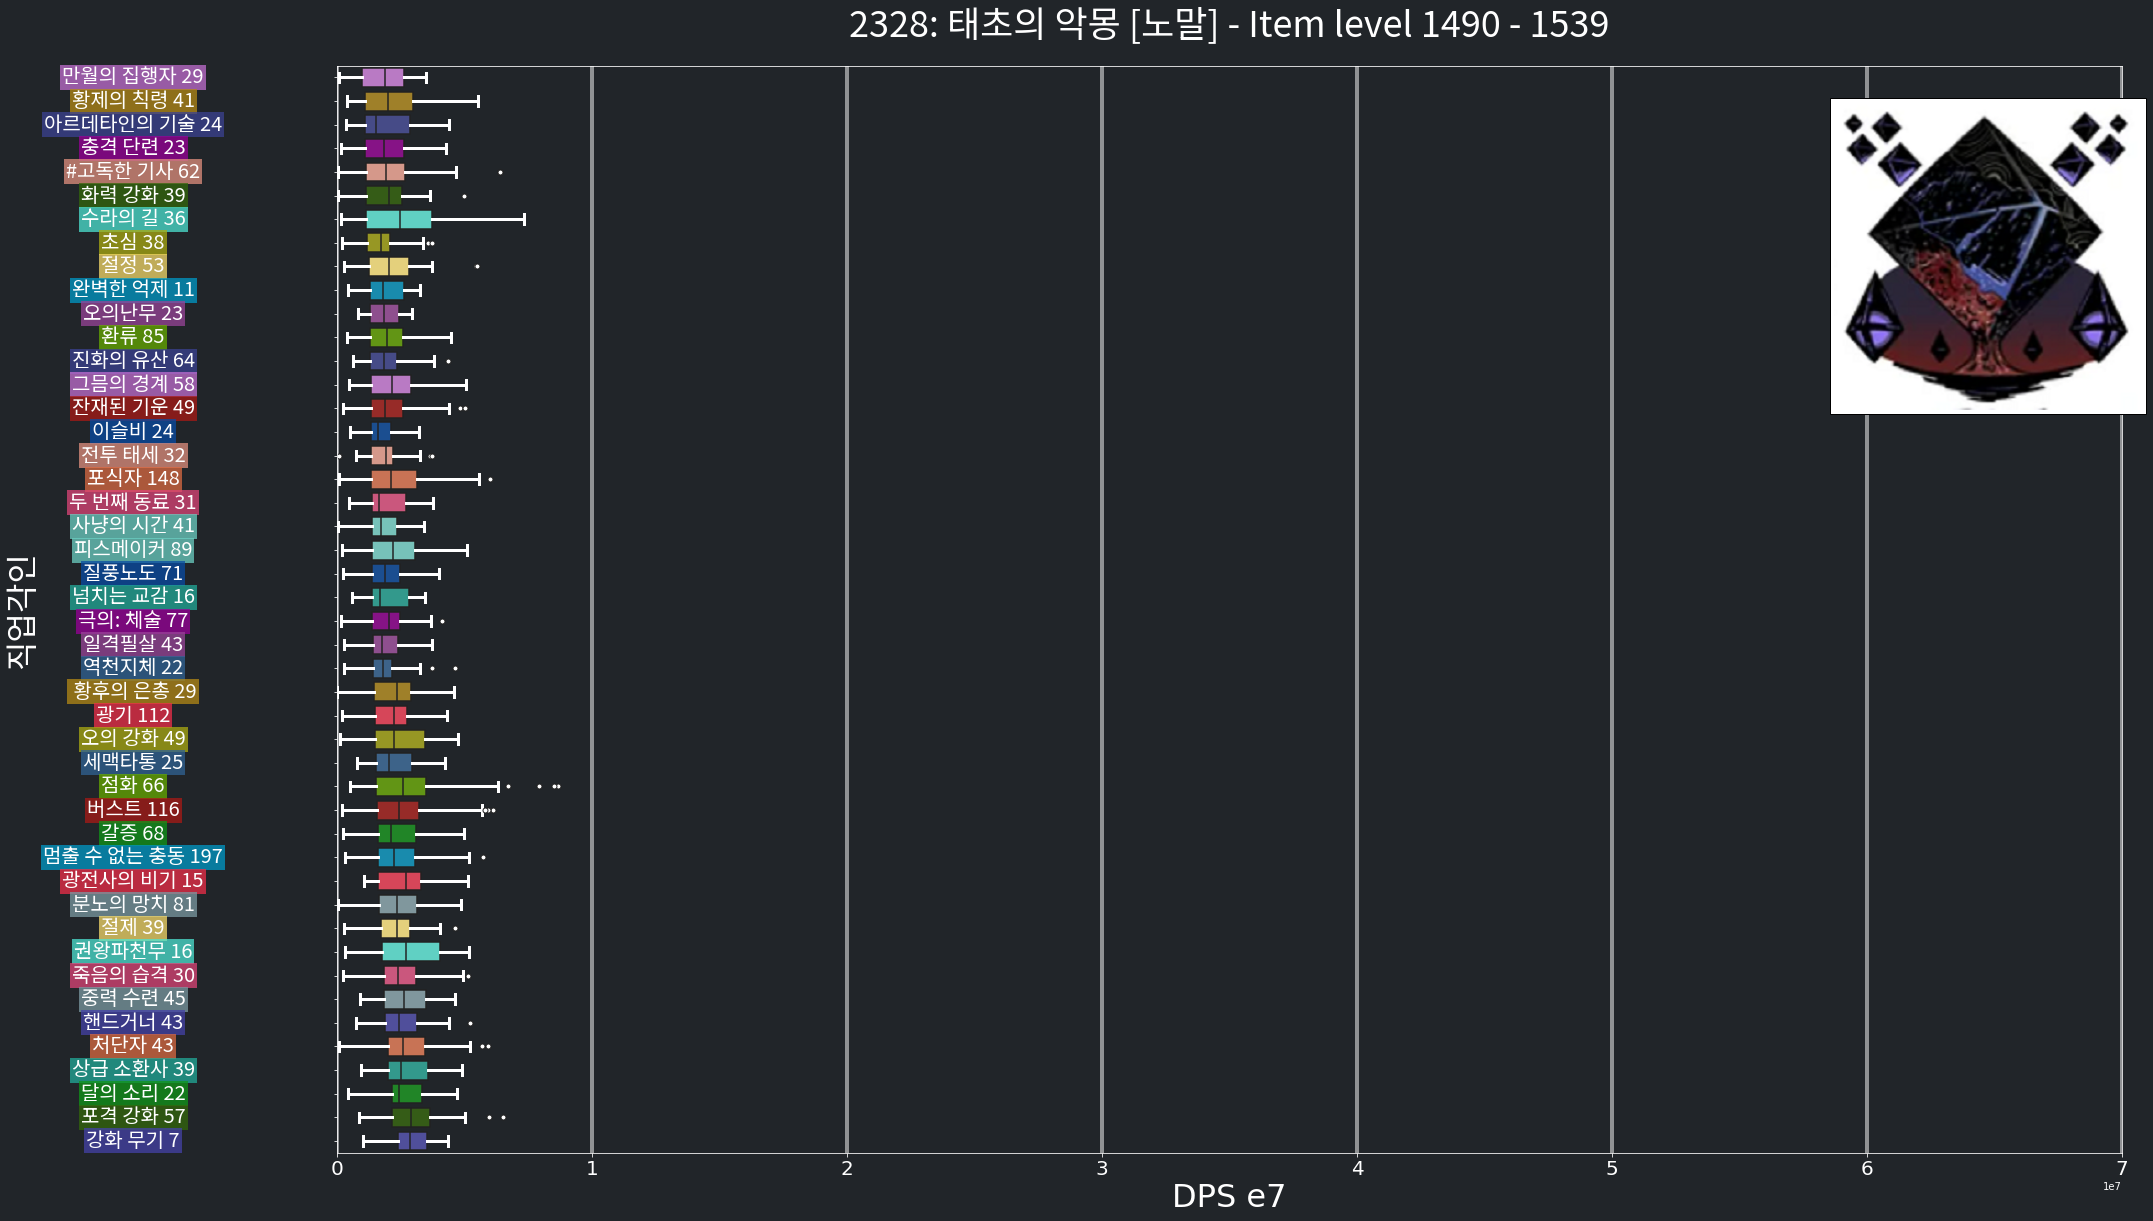 2328: 태초의 악몽 [노말] - Item level 1490 - 1539
만월의 집행자 29
황제의 칙령 41
아르데타인의 기술 24
충격 단련 23
#고독한 기사 62
화력 강화 39
수라의 길 36
초심 38
절정 53
완벽한 억제 11
오의난무 23
환류 85
진화의 유산 64
그믐의 경계 58
잔재된 기운 49
이슬비 24
전투 태세 32
포식자 148
두 번째 동료 31
사냥의 시간 41
피스메이커 89
질풍노도 71
넘치는 교감 16
극의: 체술 77
일격필살 43
역천지체 22
황후의 은총 29
광기 112
오의 강화 49
세맥타통 25
점화 66
버스트 116
갈증 68
멈출 수 없는 충동 197
광전사의 비기 15
분노의 망치 81
절제 39
권왕파천무 16
죽음의 습격 30
중력 수련 45
핸드거너 43
처단자 43
상급 소환사 39
달의 소리 22
포격 강화 57
강화 무기 7
직업각인
0 1 2 3 4 5 6 7
1e7
DPS e7